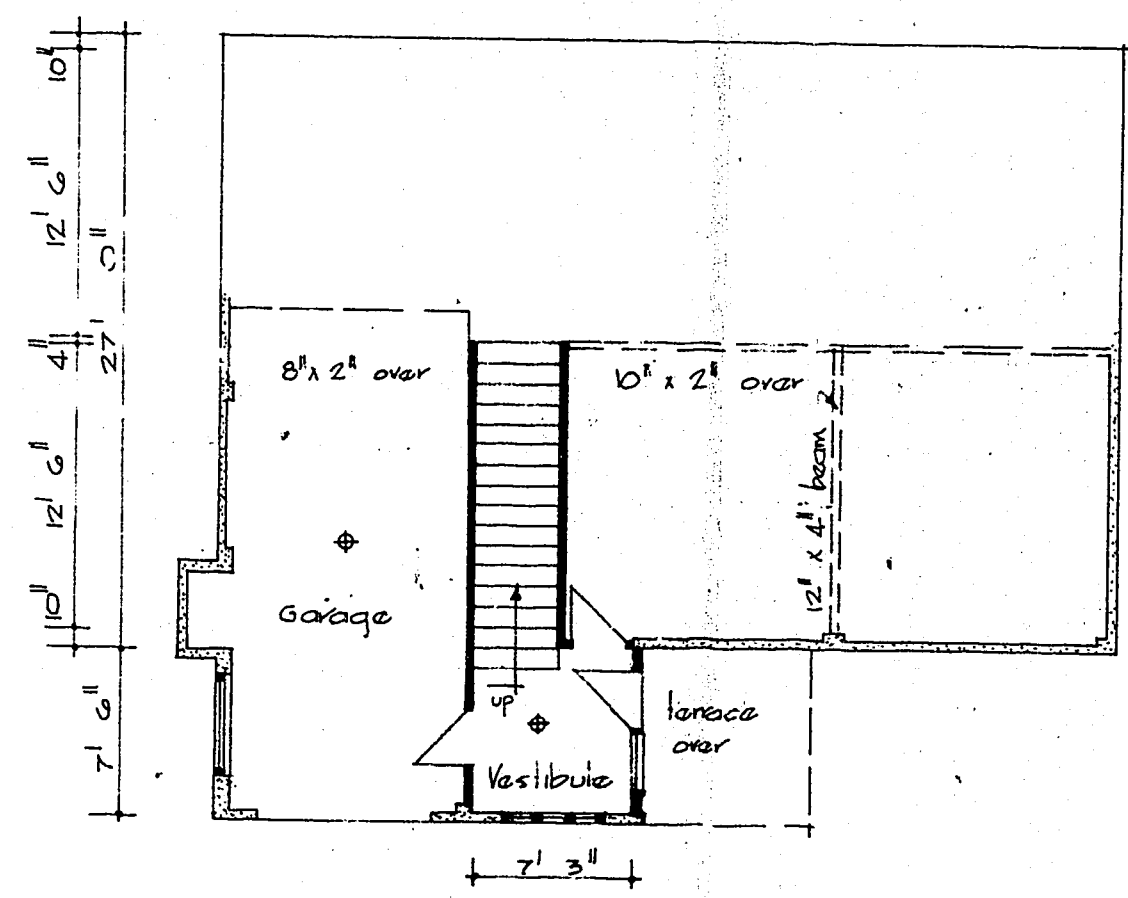 10"
12' 6"
4"
12' 6"
10"
27' 0"
7' 6"
8" x 2" over
10" x 2" over
12" x 4" beam
Garage
up
Vestibule
terrace
over
7' 3"